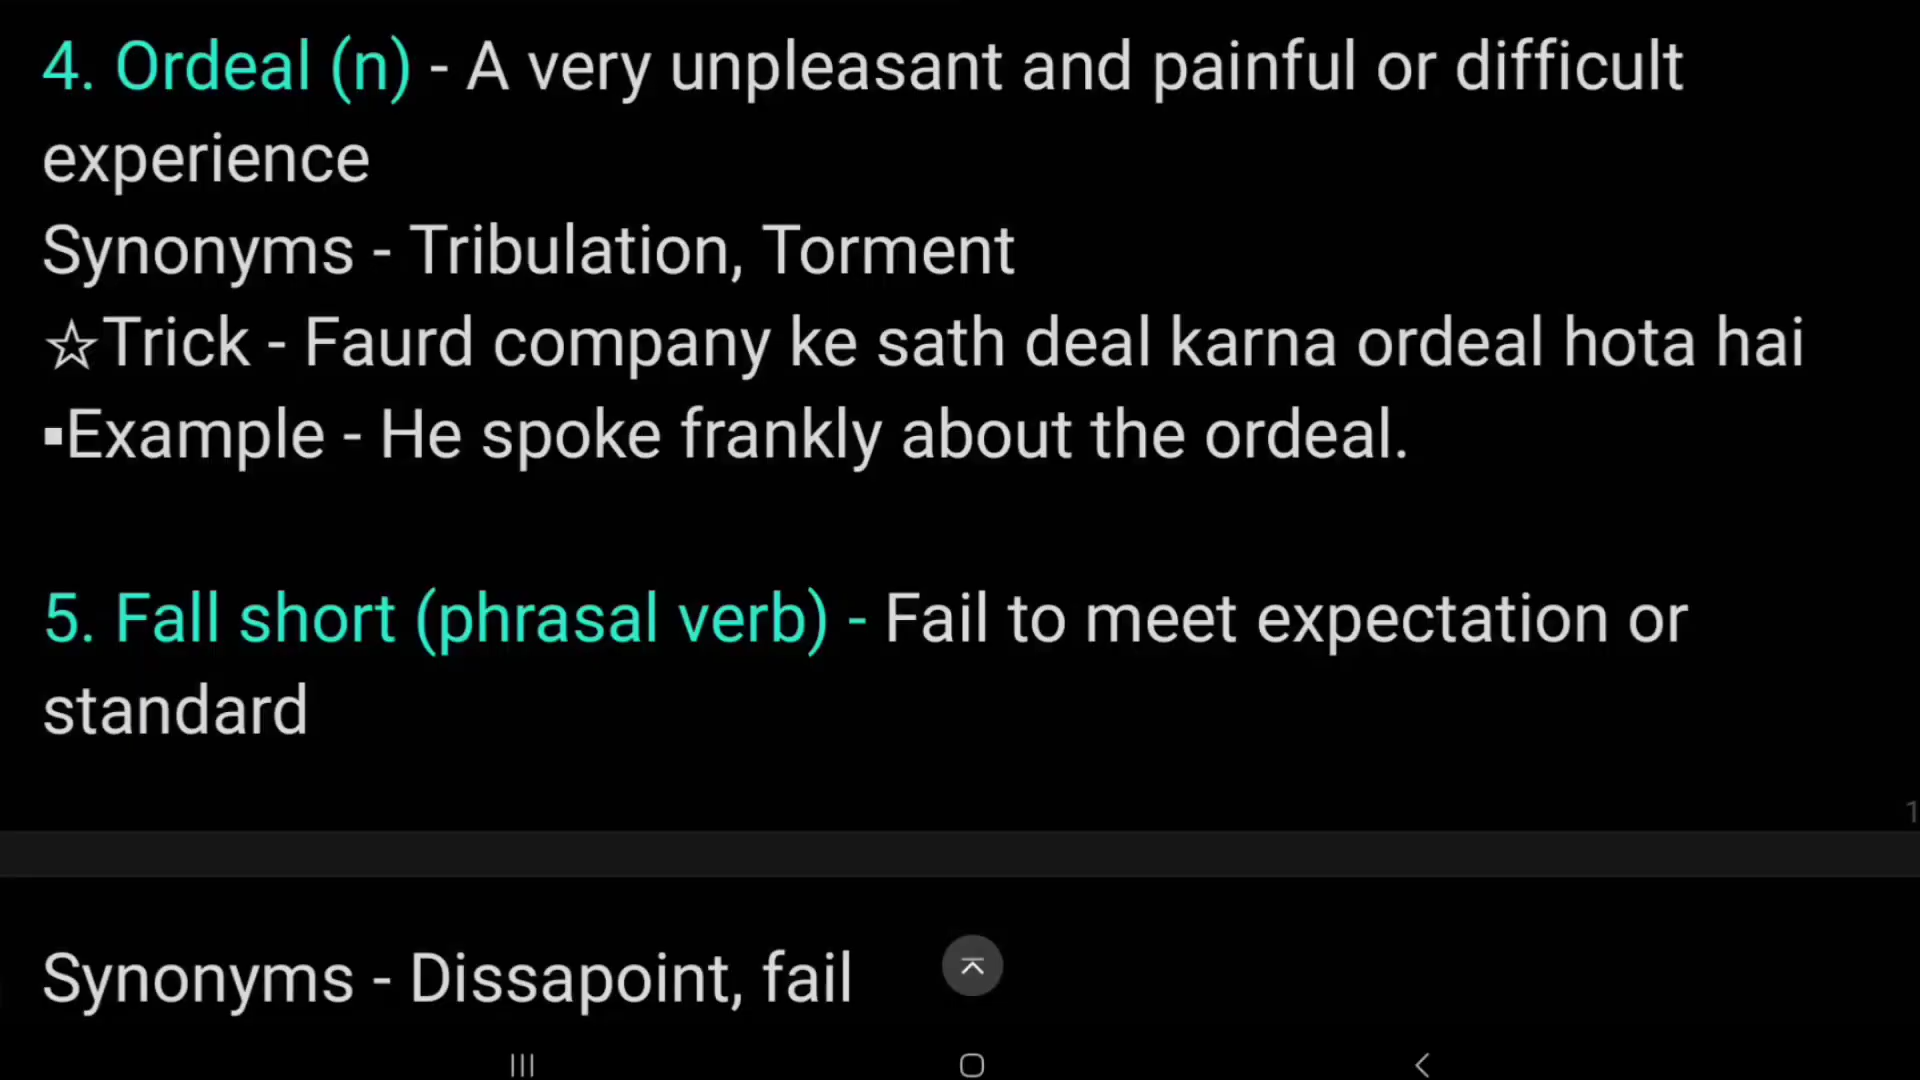 4. Ordeal (n) - A very unpleasant and painful or difficult
experience
Synonyms - Tribulation, Torment
☆Trick - Faurd company ke sath deal karna ordeal hota hai
▪Example - He spoke frankly about the ordeal.
5. Fall short (phrasal verb) - Fail to meet expectation or
standard
1
Synonyms - Dissapoint, fail